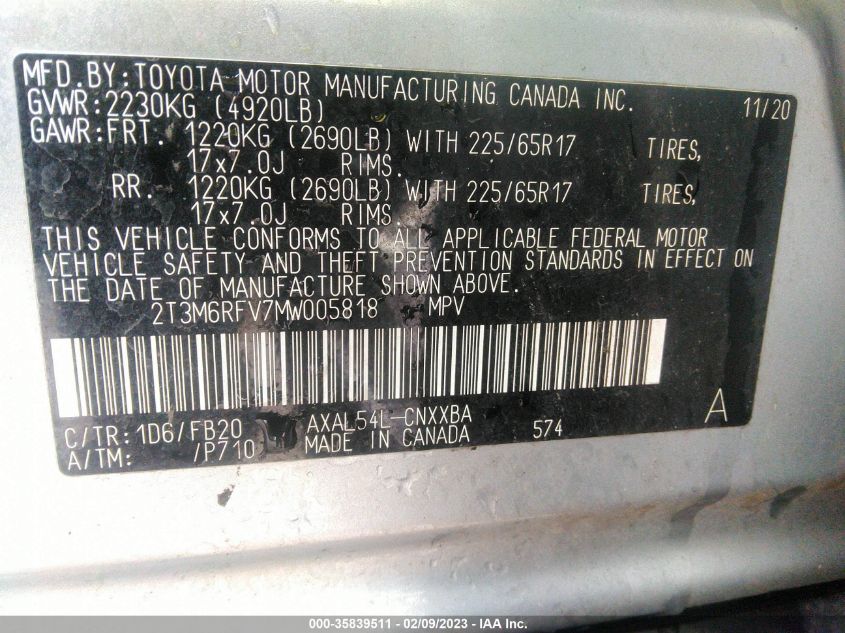 MFD. BY: TOYOTA MOTOR MANUFACTURING CANADA INC. 11/20
GVWR: 2230KG (4920LB)
GAWR: FRT. 1220KG (2690LB) WITH 225/65R17 TIRES,
17x7.0J RIMS.
RR. 1220KG (2690LB) WITH 225/65R17 TIRES,
17x7.0J RIMS.
THIS VEHICLE CONFORMS TO ALL APPLICABLE FEDERAL MOTOR
VEHICLE SAFETY AND THEFT PREVENTION STANDARDS IN EFFECT ON
THE DATE OF MANUFACTURE SHOWN ABOVE.
2T3M6RFV7MW005818 MPV
C/TR: 1D6/FB20 AXAL54L-CNXXBA A
A/TM: /P710 MADE IN CANADA 574
000-35839511 - 02/09/2023 - IAA Inc.